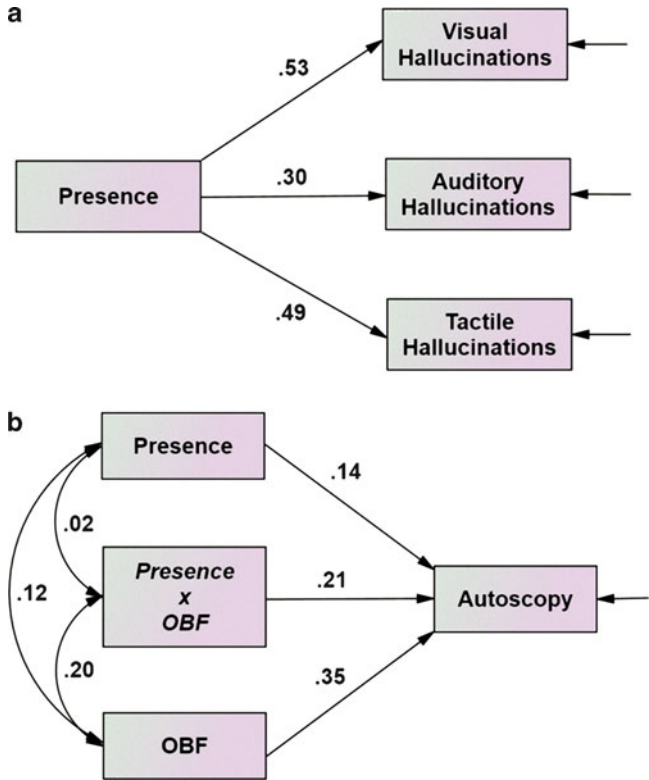 a
Visual
Hallucinations
.53
Presence
.30
Auditory
Hallucinations
.49
Tactile
Hallucinations
b
Presence
.14
.02
Presence
x
OBF
.21
Autoscopy
.12
.20
.35
OBF